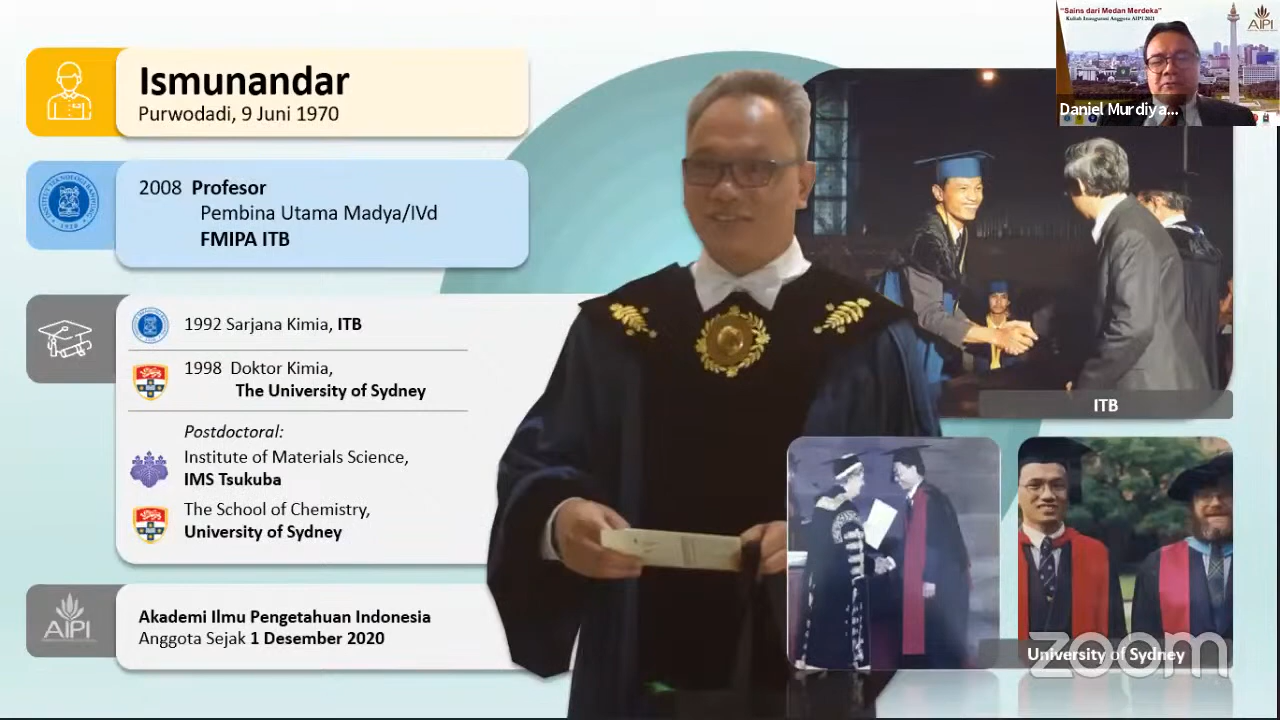 "Sains dari Medan Merdeka"
Kuliah Inaugurasi Anggota AIPI 2021
AIPI
Daniel Murdiya...
Ismunandar
Purwodadi, 9 Juni 1970
2008 Profesor
Pembina Utama Madya/IVd
FMIPA ITB
1992 Sarjana Kimia, ITB
1998 Doktor Kimia,
The University of Sydney
Postdoctoral:
Institute of Materials Science,
IMS Tsukuba
The School of Chemistry,
University of Sydney
AIPI
Akademi Ilmu Pengetahuan Indonesia
Anggota Sejak 1 Desember 2020
ITB
University of Sydney
zoom